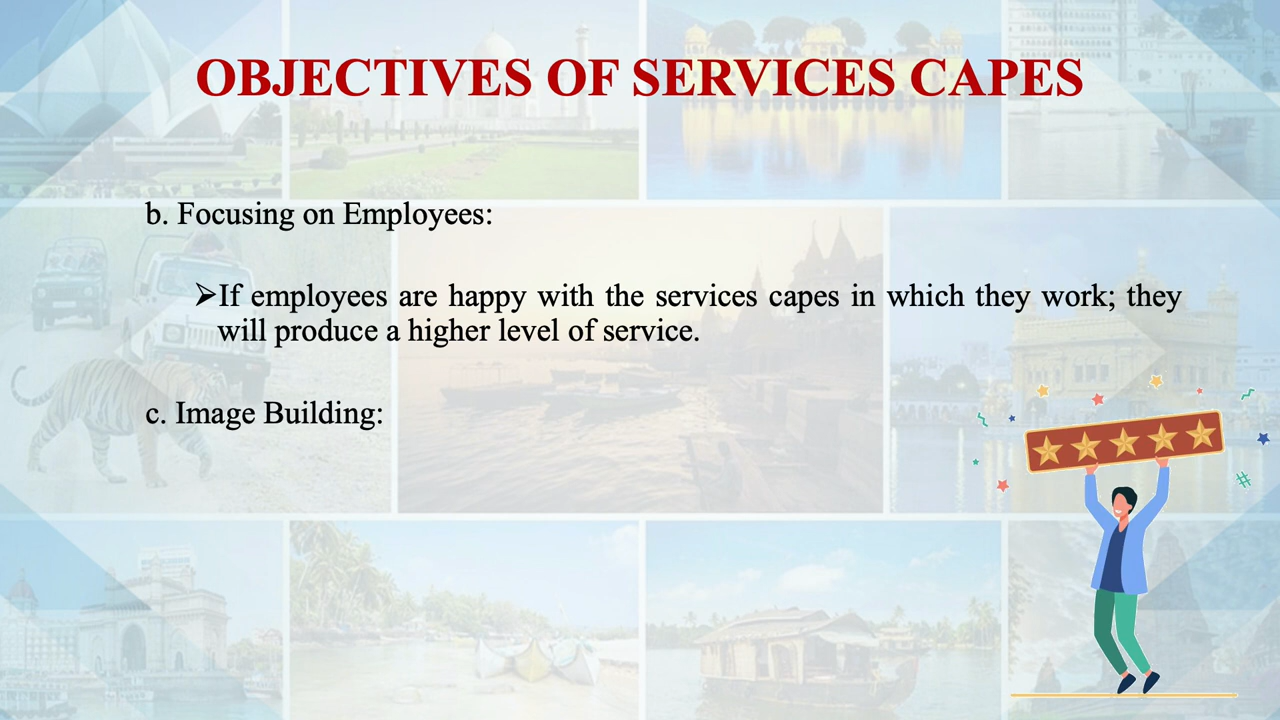 OBJECTIVES OF SERVICES CAPES
b. Focusing on Employees:
➢If employees are happy with the services capes in which they work; they
will produce a higher level of service.
c. Image Building: